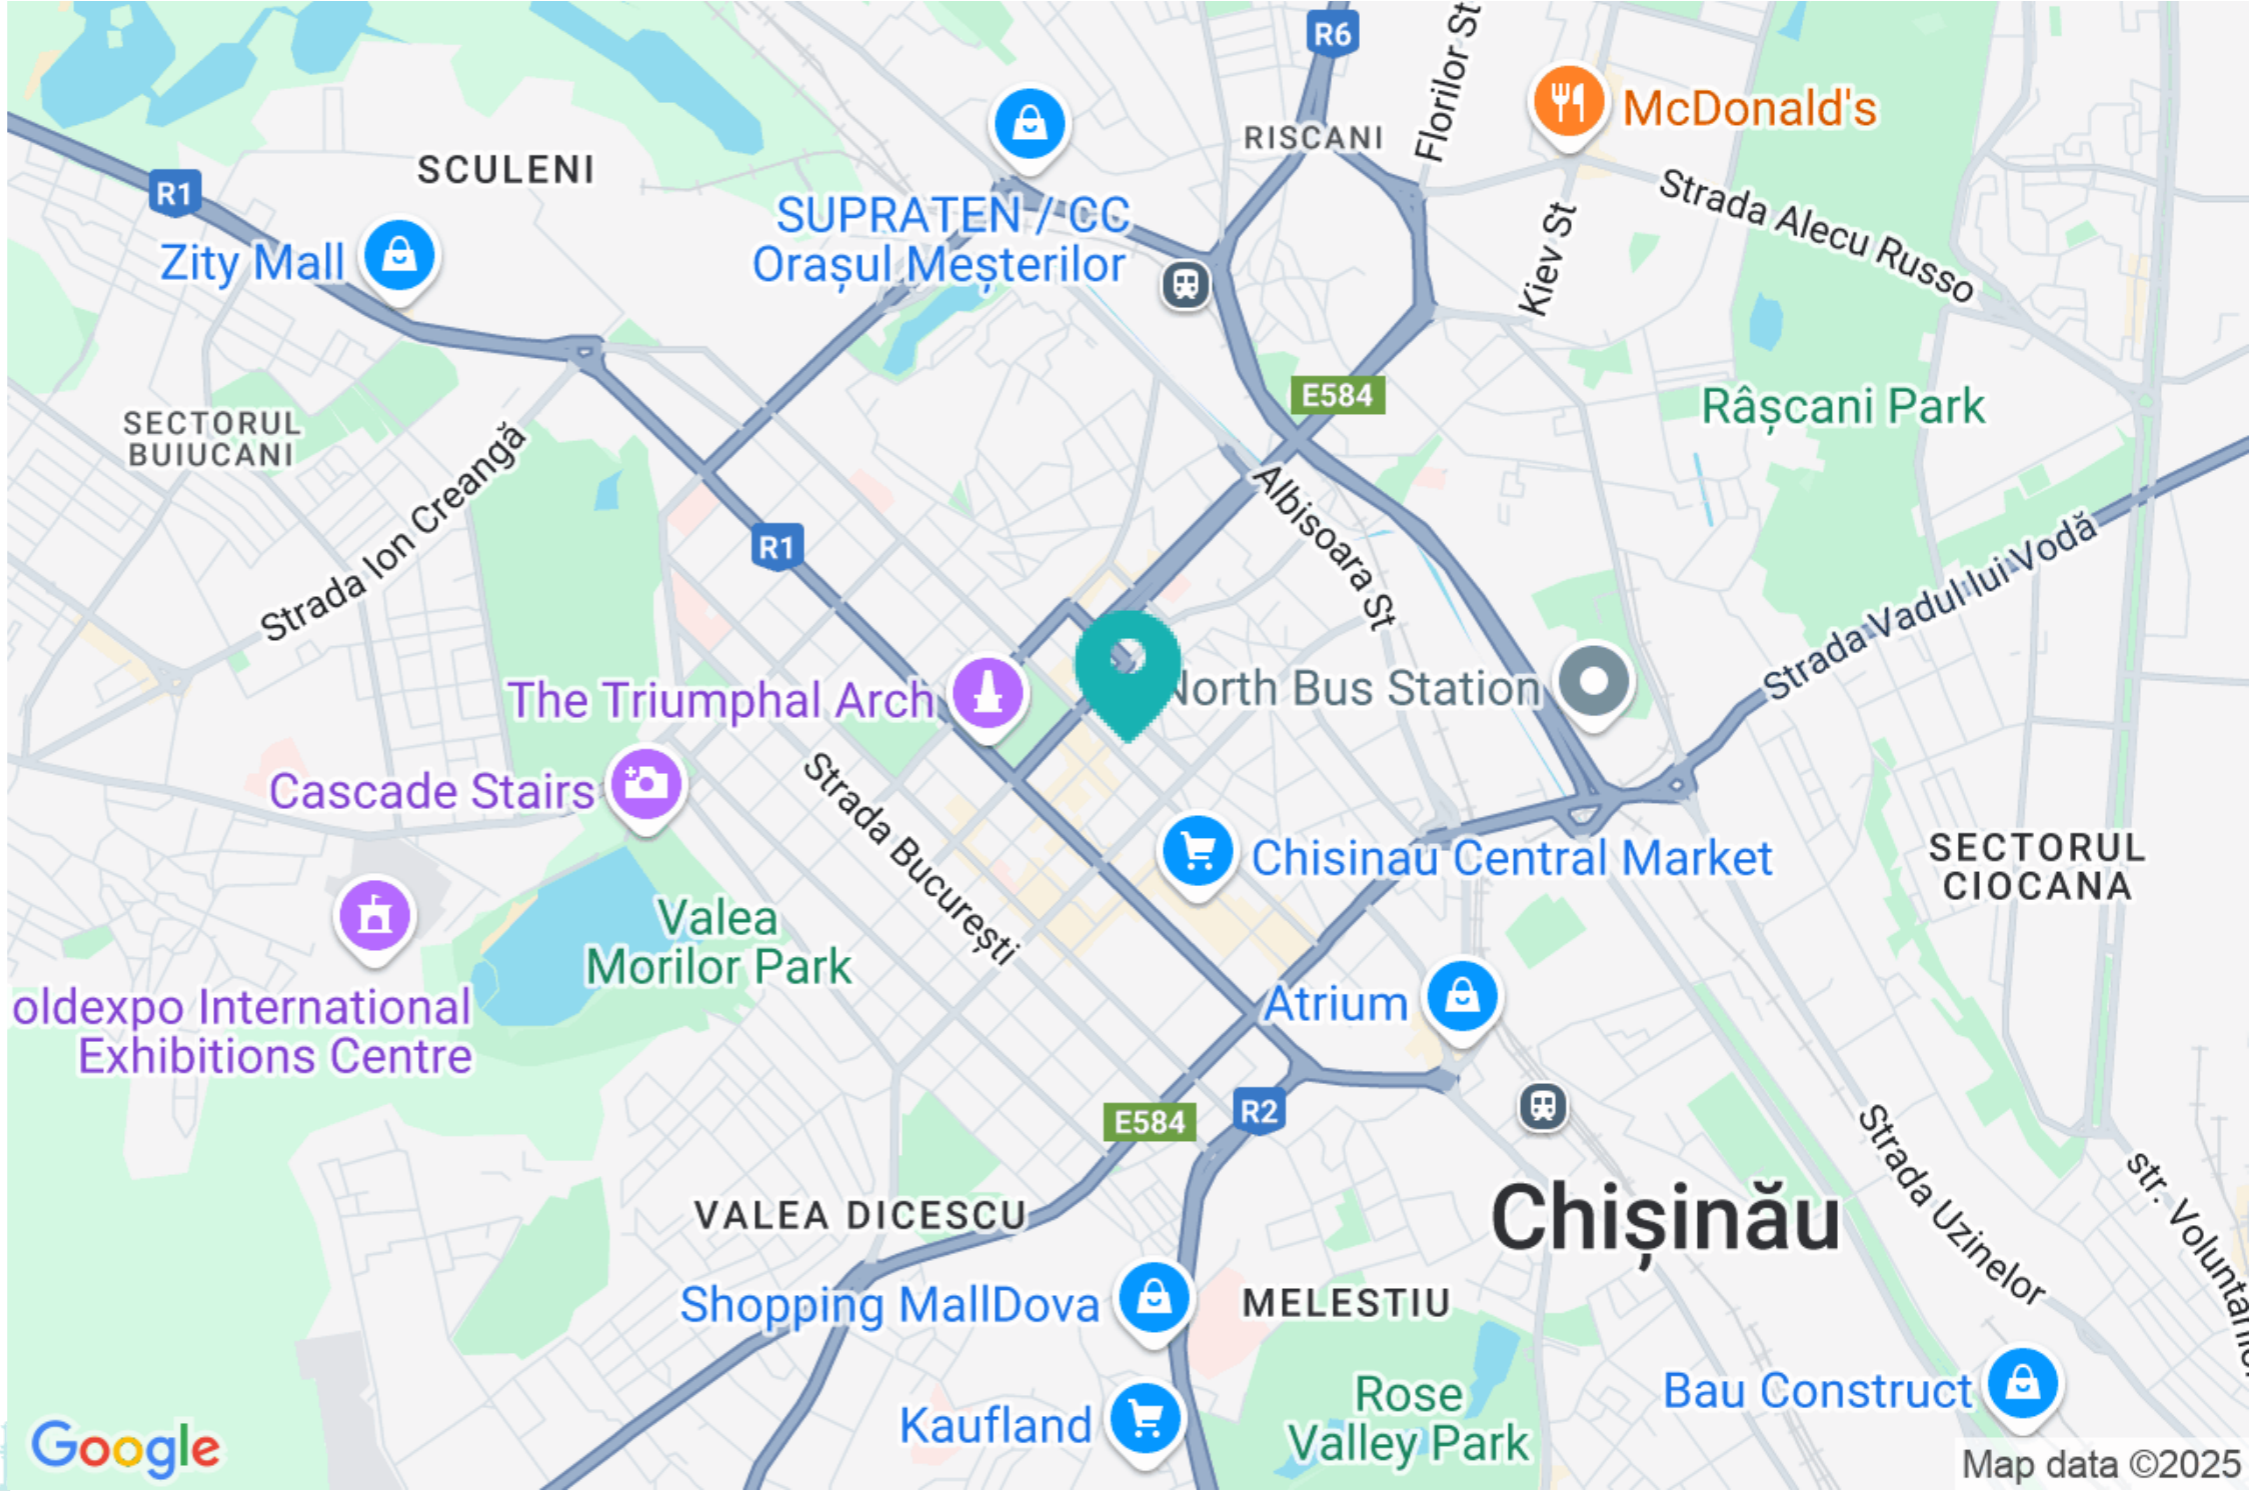 R6
Florilor St
McDonald's
RISCANI
SCULENI
R1
Strada Alecu Russo
SUPRATEN / CC
Orașul Meșterilor
Zity Mall
Kiev St
E584
Râșcani Park
SECTORUL
BUIUCANI
Strada Ion Creangă
R1
Albisoara St
Strada Vadul lui Vodă
The Triumphal Arch
North Bus Station
Cascade Stairs
Strada București
Chisinau Central Market
SECTORUL
CIOCANA
Valea
Morilor Park
oldexpo International
Exhibitions Centre
Atrium
E584
R2
Strada Uzinelor
str. Voluntarilor
VALEA DICESCU
Chișinău
Shopping MallDova
MELESTIU
Rose
Valley Park
Bau Construct
Kaufland
Google
Map data ©2025